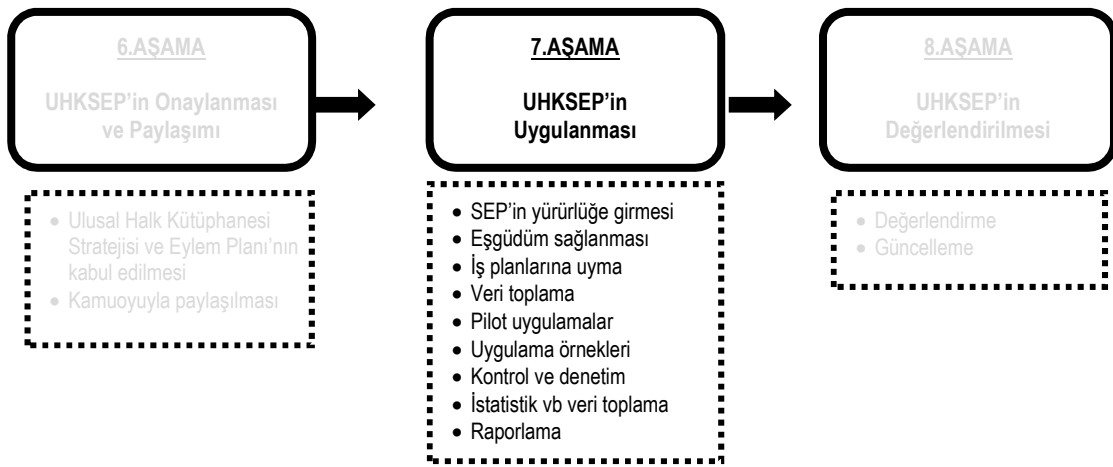 6.AŞAMA
UHKSEP’in Onaylanması
ve Paylaşımı
• Ulusal Halk Kütüphanesi
Stratejisi ve Eylem Planı’nın
kabul edilmesi
• Kamuoyuyla paylaşılması
7.AŞAMA
UHKSEP’in
Uygulanması
• SEP’in yürürlüğe girmesi
• Eşgüdüm sağlanması
• İş planlarına uyma
• Veri toplama
• Pilot uygulamalar
• Uygulama örnekleri
• Kontrol ve denetim
• İstatistik vb veri toplama
• Raporlama
8.AŞAMA
UHKSEP’in
Değerlendirilmesi
• Değerlendirme
• Güncelleme